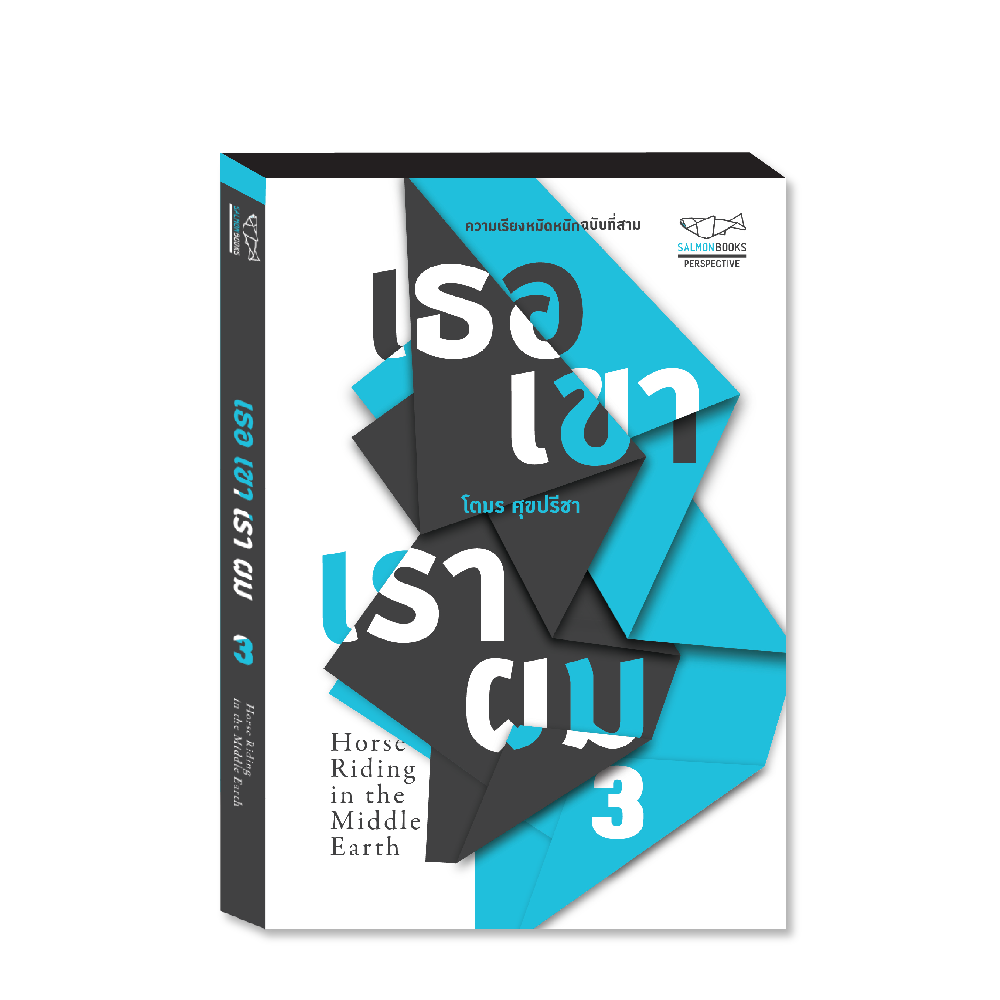 ความเรียงหมัดหนักฉบับที่สาม
SALMONBOOKS
PERSPECTIVE
เธอ
เขา
โตมร ศุขปรีชา
เรา
ผม
3
Horse
Riding
in the
Middle
Earth
SALMONBOOKS
เธอ เขา เรา ผม 3
Horse Riding
in the Middle Earth